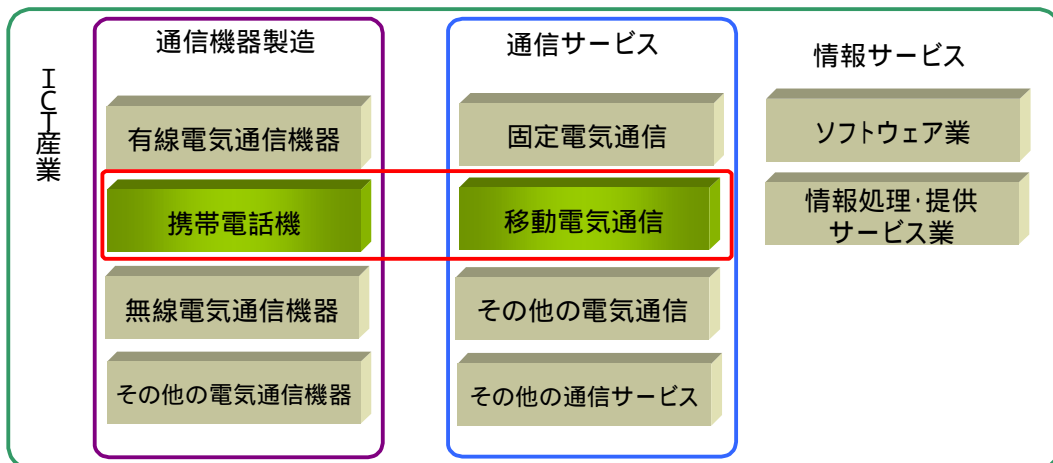 ICT産業
通信機器製造
有線電気通信機器
携帯電話機
無線電気通信機器
その他の電気通信機器
通信サービス
固定電気通信
移動電気通信
その他の電気通信
その他の通信サービス
情報サービス
ソフトウェア業
情報処理・提供
サービス業